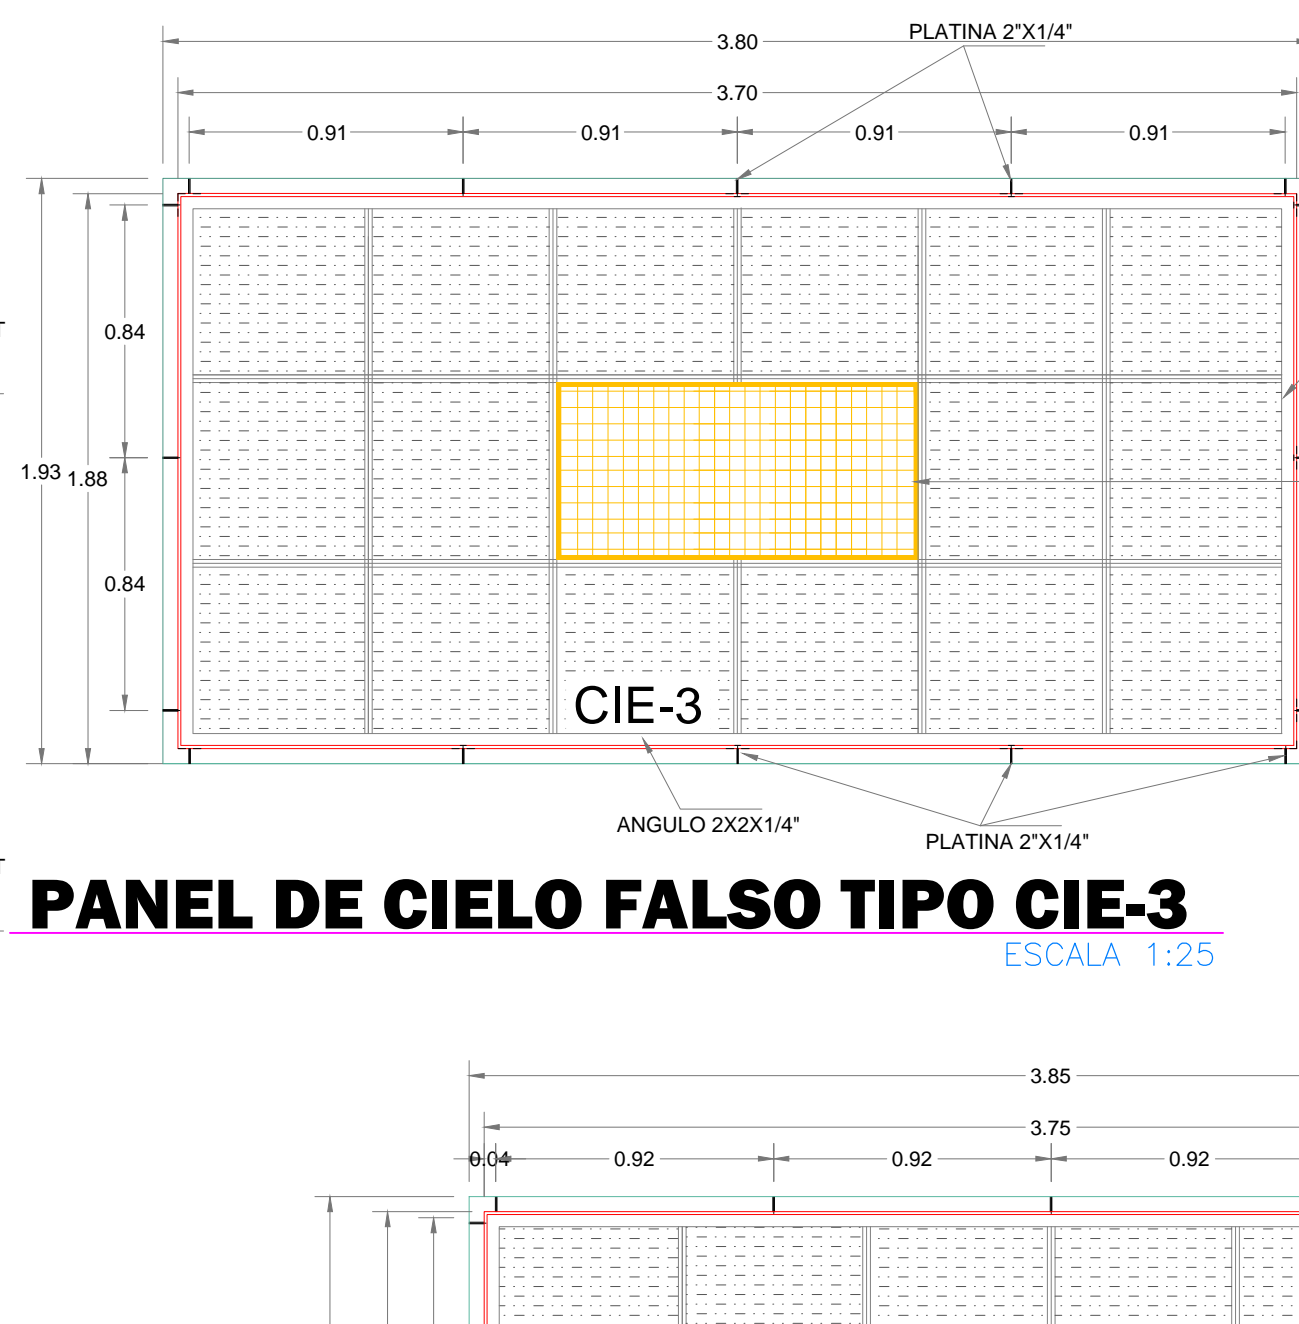 PLATINA 2"X1/4"
3.80
3.70
0.91 0.91 0.91 0.91
0.84
1.93 1.88
0.84
CIE-3
ANGULO 2X2X1/4"
PLATINA 2"X1/4"
PANEL DE CIELO FALSO TIPO CIE-3
ESCALA 1:25
3.85
3.75
0.04 0.92 0.92 0.92